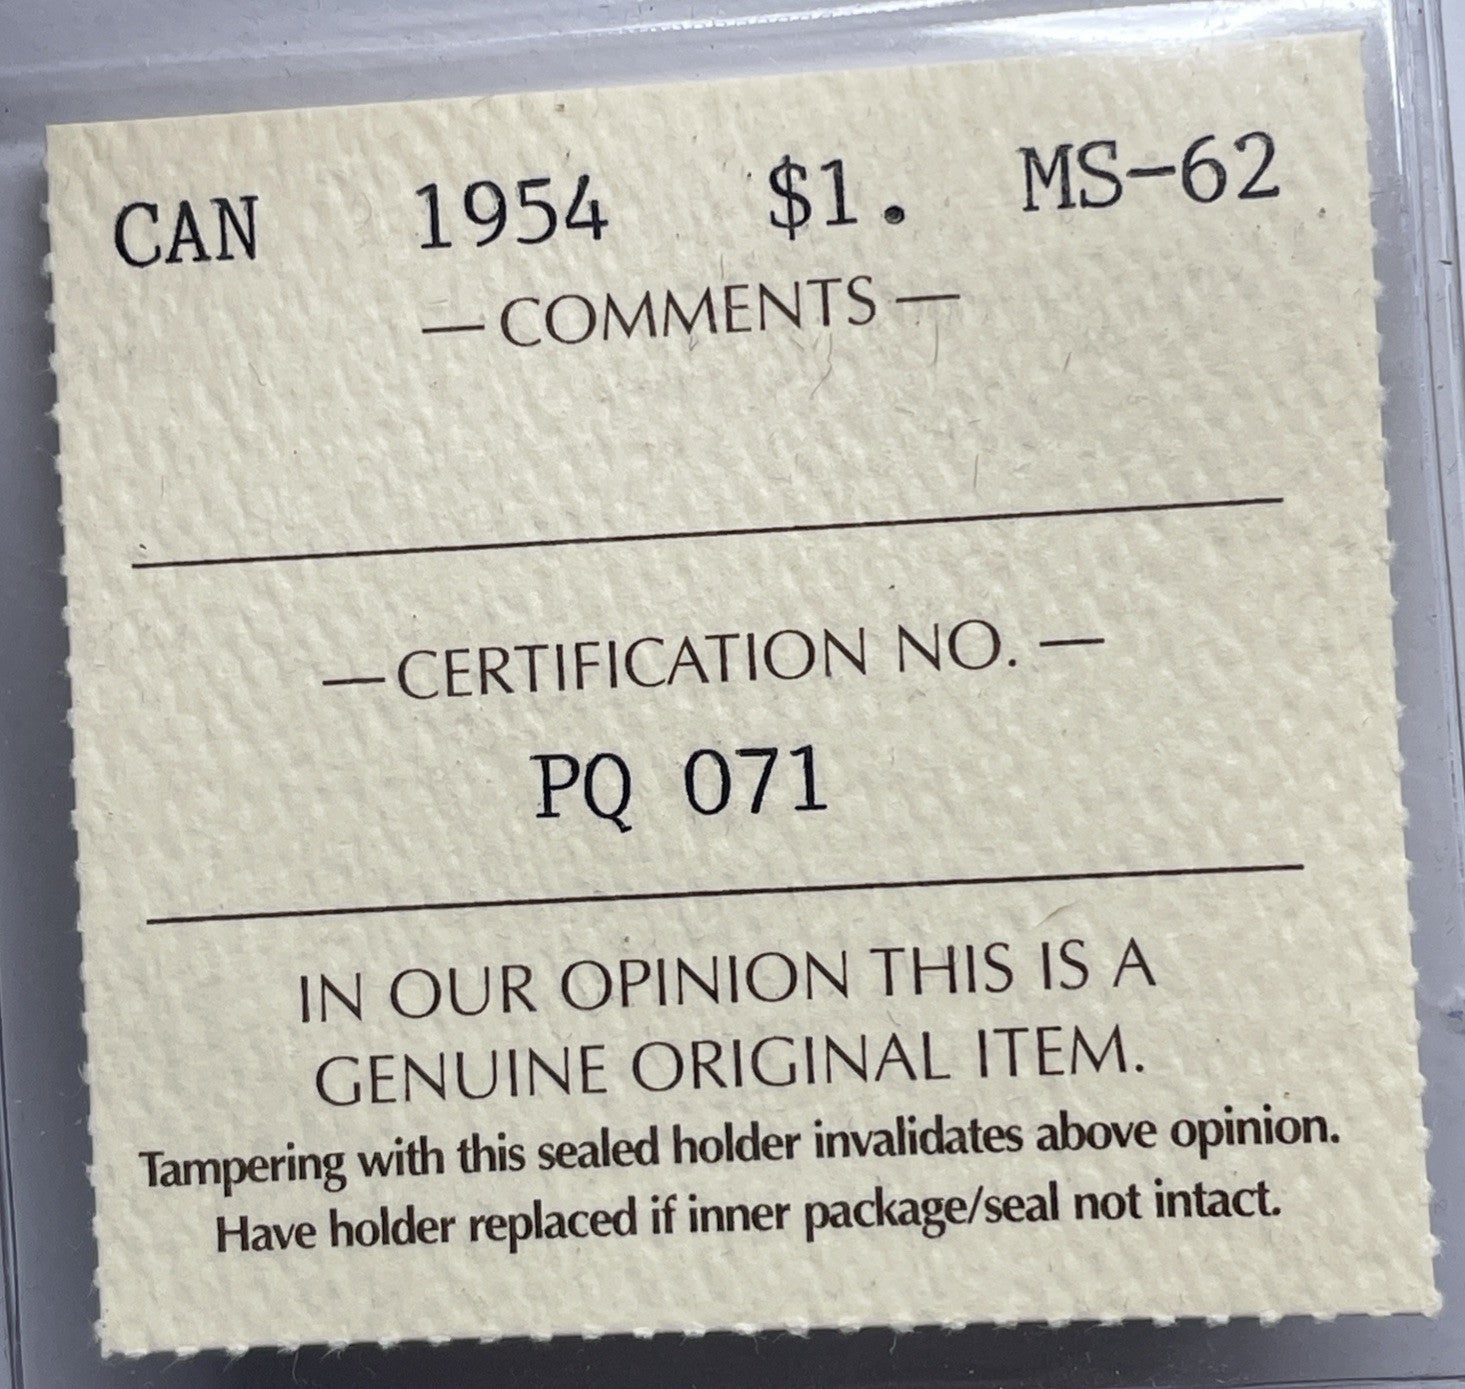 CAN 1954 $1. MS-62
— COMMENTS —
— CERTIFICATION NO. —
PQ 071
IN OUR OPINION THIS IS A
GENUINE ORIGINAL ITEM.
Tampering with this sealed holder invalidates above opinion.
Have holder replaced if inner package/seal not intact.